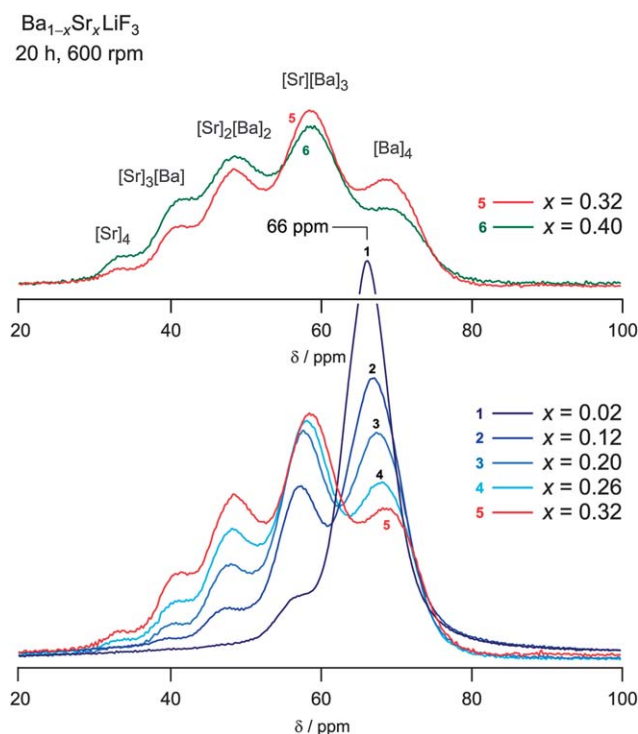 Ba₁₋ₓSrₓLiF₃
20 h, 600 rpm
[Sr][Ba]₃
[Sr]₂[Ba]₂
[Ba]₄
[Sr]₃[Ba]
[Sr]₄
5
6
5 x = 0.32
6 x = 0.40
66 ppm
1
20 40 60 80 100
δ / ppm
2
3
4
5
1 x = 0.02
2 x = 0.12
3 x = 0.20
4 x = 0.26
5 x = 0.32
20 40 60 80 100
δ / ppm